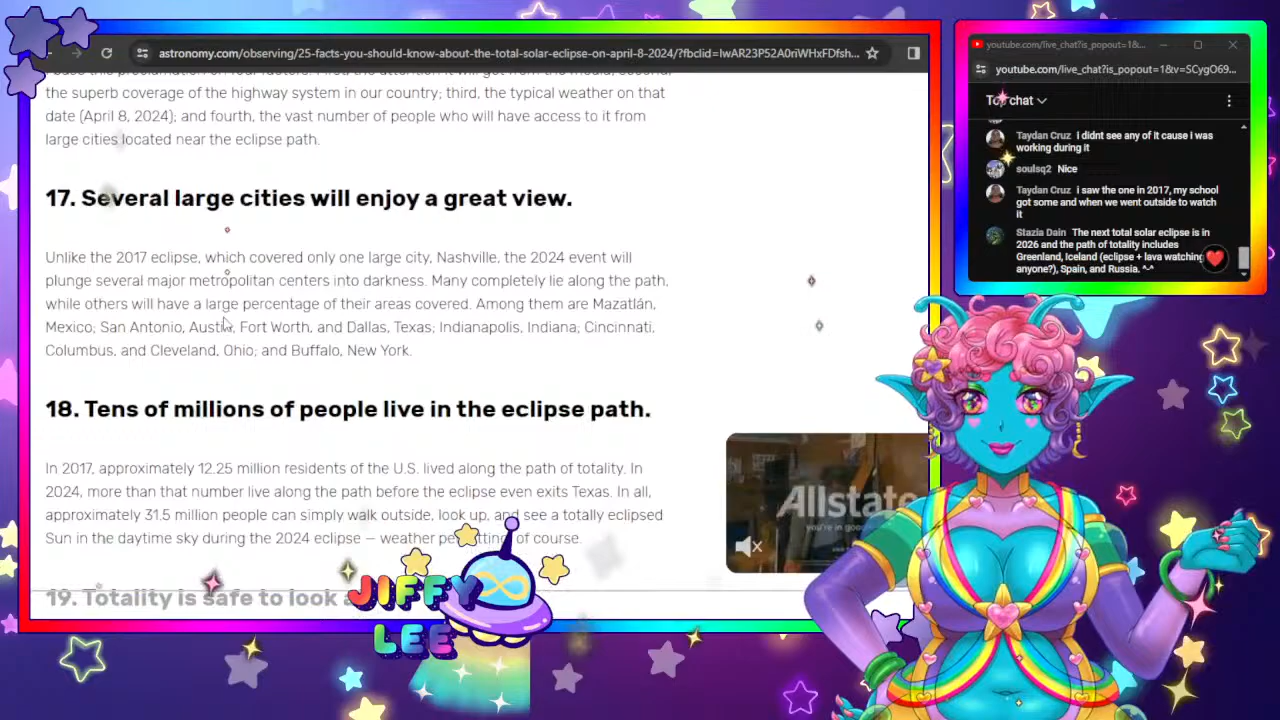 astronomy.com/observing/25-facts-you-should-know-about-the-total-solar-eclipse-on-april-8-2024/?fbclid=IwAR23P52A0riWHxFDfsh...
the superb coverage of the highway system in our country; third, the typical weather on that
date (April 8, 2024); and fourth, the vast number of people who will have access to it from
large cities located near the eclipse path.
17. Several large cities will enjoy a great view.
Unlike the 2017 eclipse, which covered only one large city, Nashville, the 2024 event will
plunge several major metropolitan centers into darkness. Many completely lie along the path,
while others will have a large percentage of their areas covered. Among them are Mazatlán,
Mexico; San Antonio, Austin, Fort Worth, and Dallas, Texas; Indianapolis, Indiana; Cincinnati,
Columbus, and Cleveland, Ohio; and Buffalo, New York.
18. Tens of millions of people live in the eclipse path.
In 2017, approximately 12.25 million residents of the U.S. lived along the path of totality. In
2024, more than that number live along the path before the eclipse even exits Texas. In all,
approximately 31.5 million people can simply walk outside, look up, and see a totally eclipsed
Sun in the daytime sky during the 2024 eclipse — weather permitting, of course.
19. Totality is safe to look
Allstate
you're in good
JIFFY
LEE
youtube.com/live_chat?is_popout=1&...
youtube.com/live_chat?is_popout=1&v=SCygO69...
Top chat
Taydan Cruz i didnt see any of it cause i was
working during it
soulsq2 Nice
Taydan Cruz i saw the one in 2017, my school
got some and when we went outside to watch
it
Stazia Dain The next total solar eclipse is in
2026 and the path of totality includes
Greenland, Iceland (eclipse + lava watching
anyone?), Spain, and Russia. ^-^